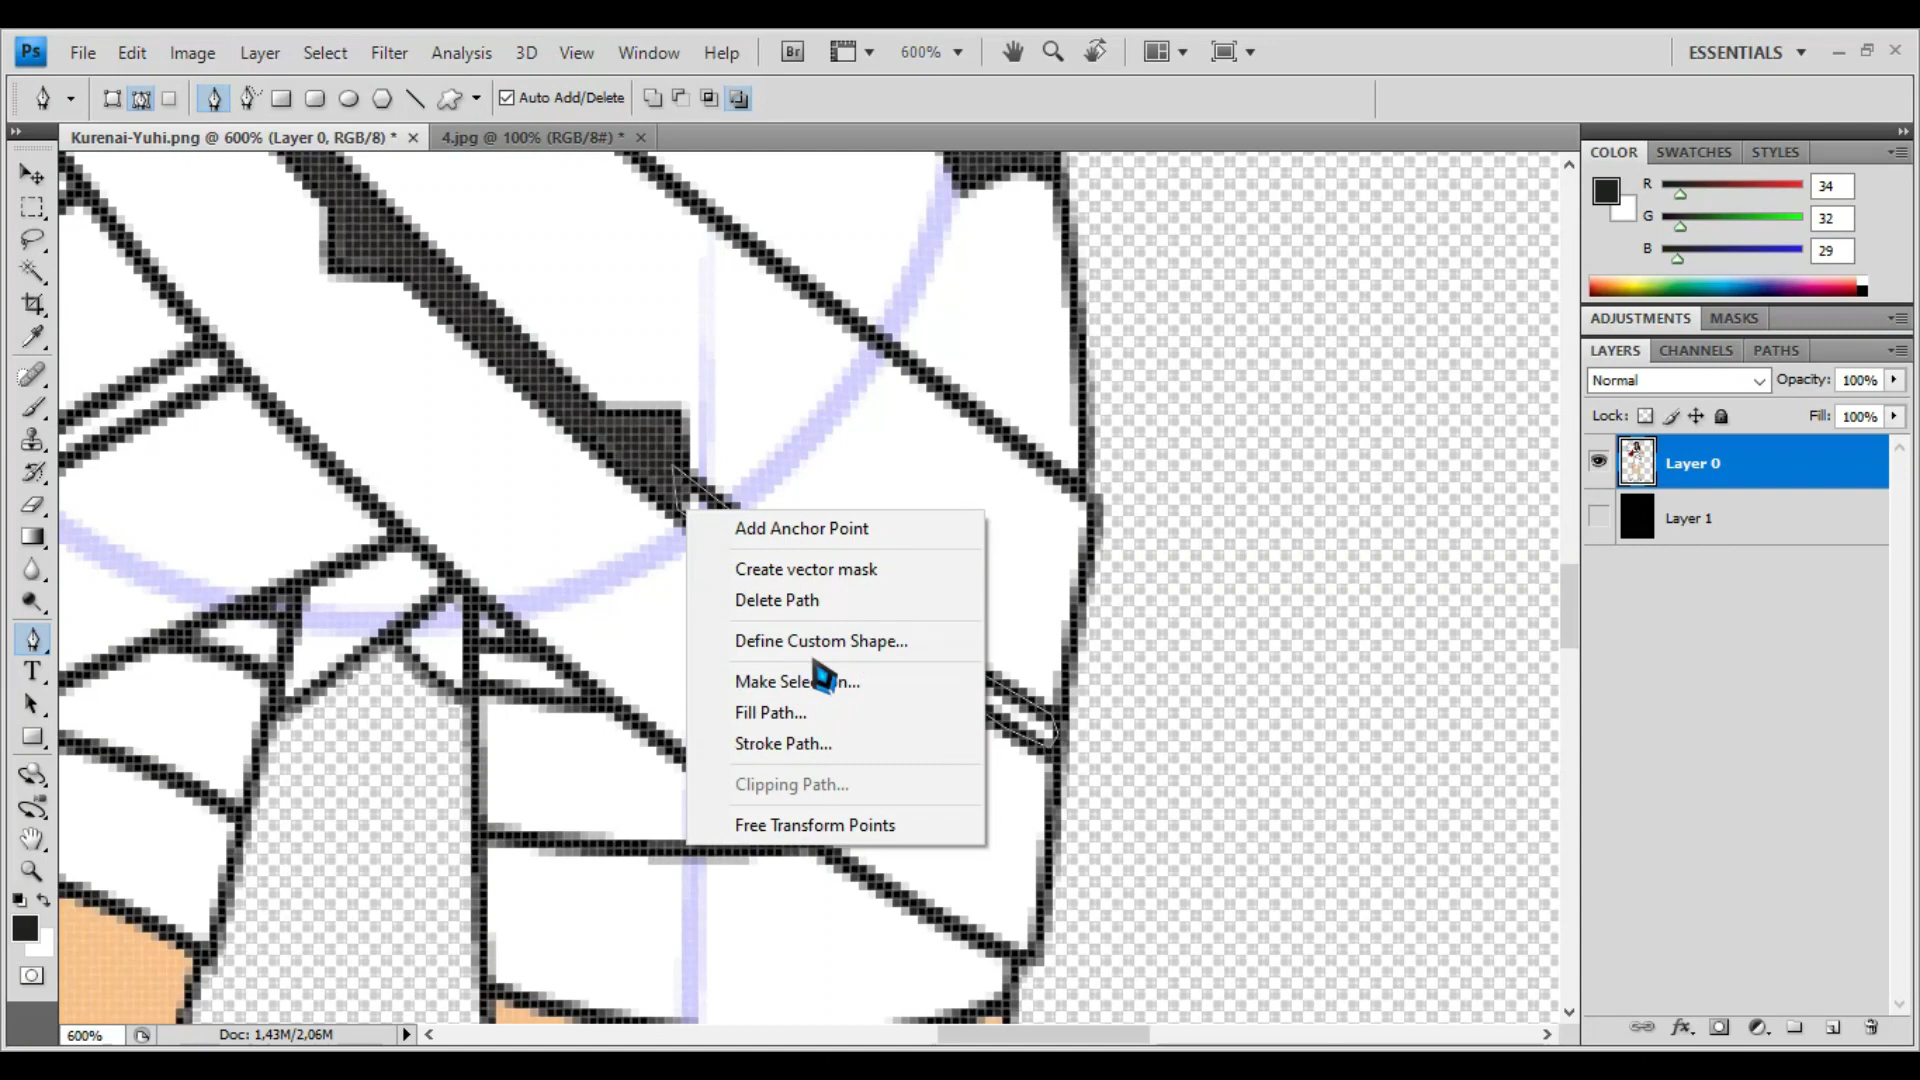 Ps File Edit Image Layer Select Filter Analysis 3D View Window Help Br 600% ESSENTIALS
Auto Add/Delete
Kurenai-Yuhi.png @ 600% (Layer 0, RGB/8) * 4.jpg @ 100% (RGB/8#) *
COLOR SWATCHES STYLES
R 34
G 32
B 29
ADJUSTMENTS MASKS
LAYERS CHANNELS PATHS
Normal Opacity: 100%
Lock: Fill: 100%
Layer 0
Layer 1
Add Anchor Point
Create vector mask
Delete Path
Define Custom Shape...
Fill Path...
Stroke Path...
Clipping Path...
Free Transform Points
T
600% Doc: 1,43M/2,06M
fx